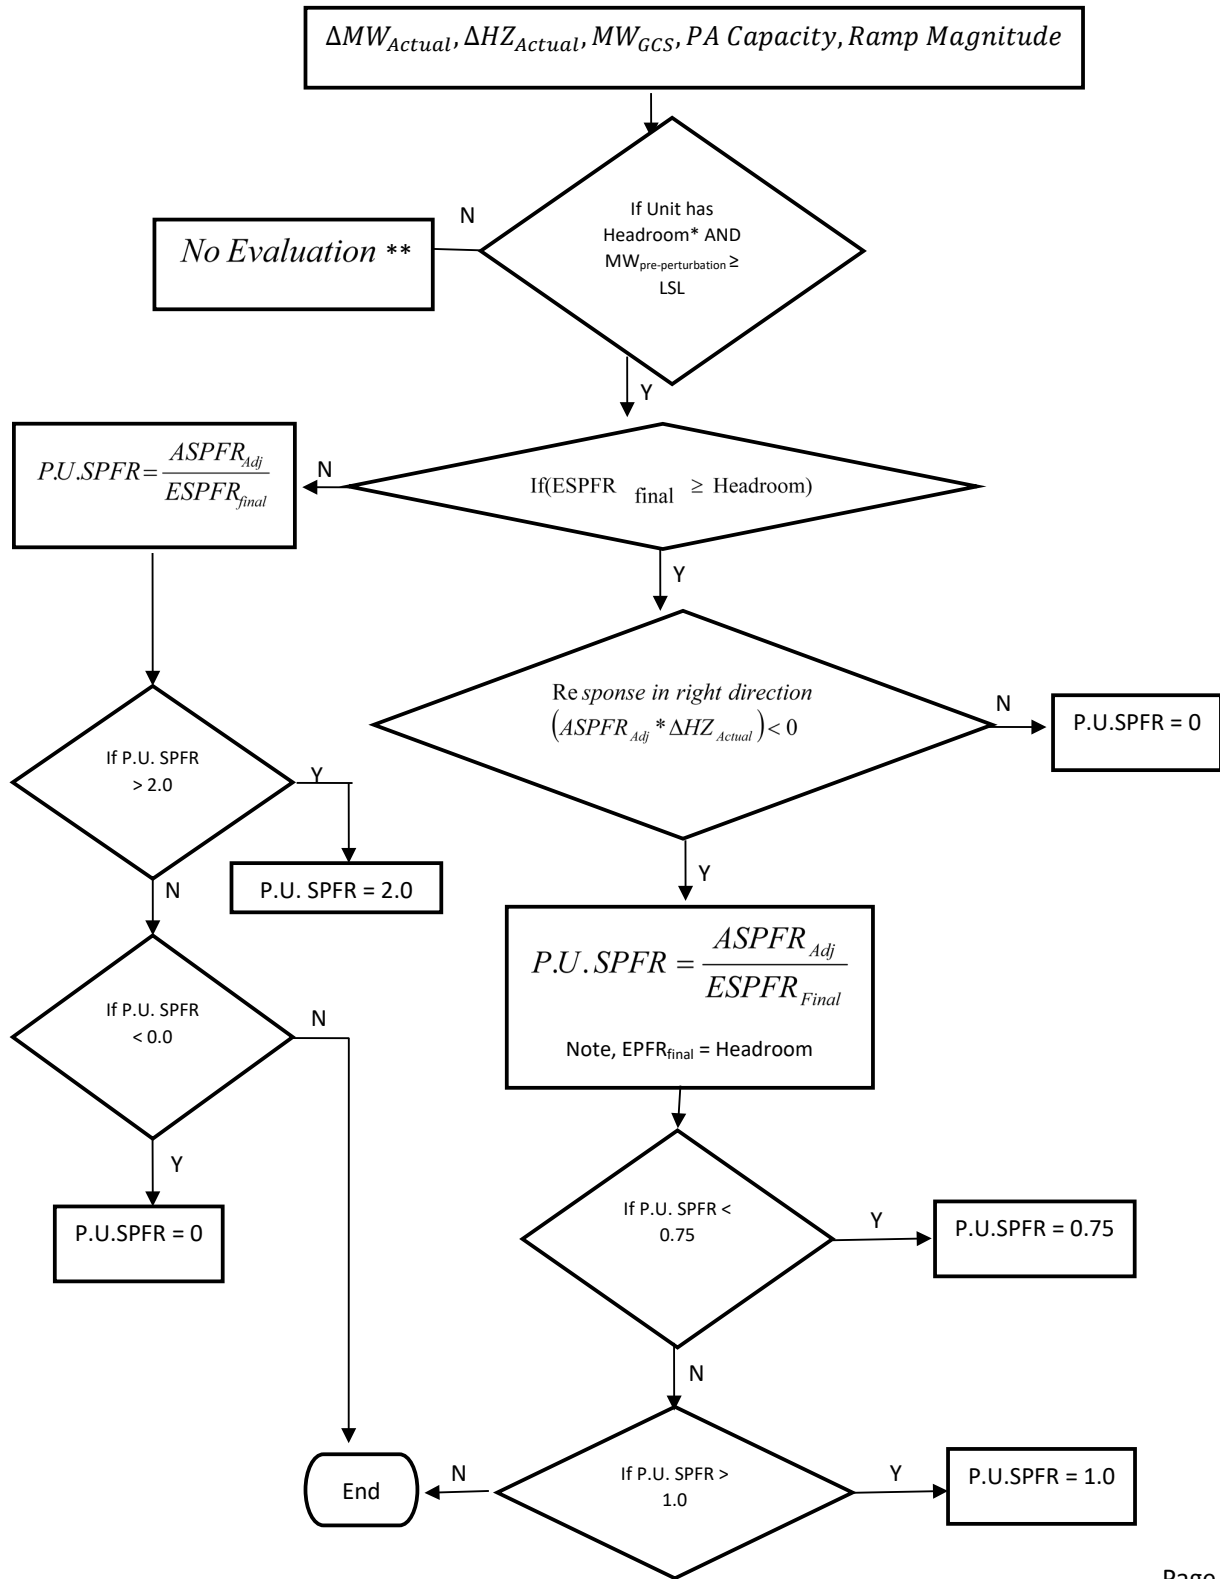 ΔMW_Actual, ΔHZ_Actual, MW_GCS, PA Capacity, Ramp Magnitude
If Unit has
Headroom* AND
MW_pre-perturbation ≥
LSL
N
No Evaluation **
Y
If(ESPFR final ≥ Headroom)
N
P.U.SPFR = ASPFR_Adj / ESPFR_final
Y
Re sponse in right direction
(ASPFR_Adj * ΔHZ_Actual) < 0
N
P.U.SPFR = 0
If P.U. SPFR
> 2.0
Y
P.U. SPFR = 2.0
N
Y
P.U.SPFR = ASPFR_Adj / ESPFR_Final
Note, EPFR_final = Headroom
If P.U. SPFR
< 0.0
N
Y
P.U.SPFR = 0
If P.U. SPFR <
0.75
Y
P.U.SPFR = 0.75
N
If P.U. SPFR >
1.0
N
End
Y
P.U.SPFR = 1.0
Page